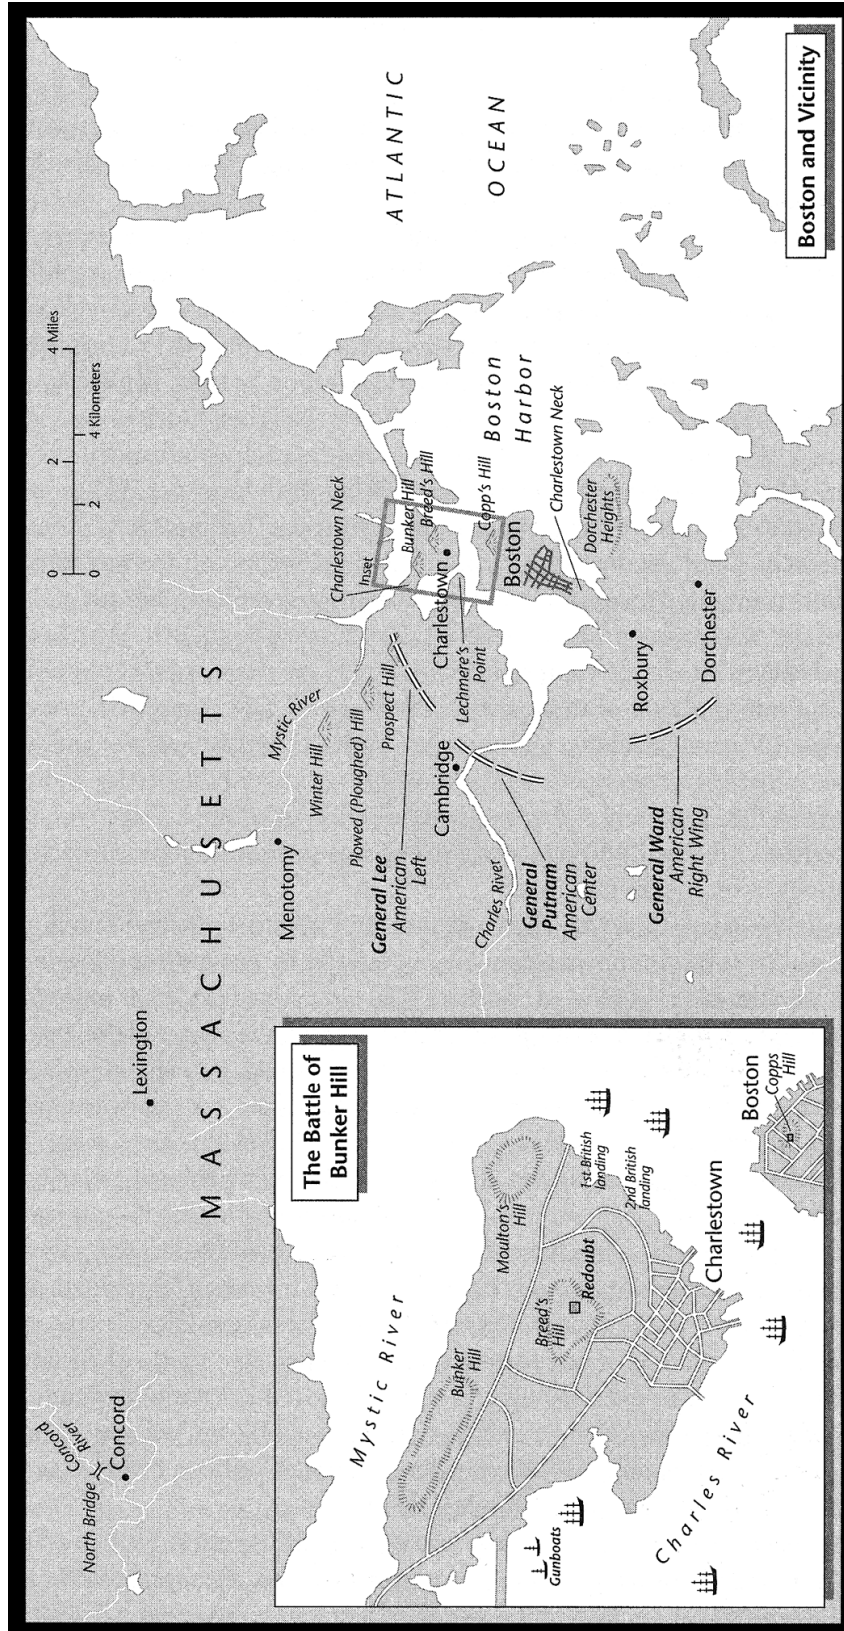 Boston and Vicinity
ATLANTIC
OCEAN
MASSACHUSETTS
0 2 4 Miles
0 2 4 Kilometers
Concord
River
North Bridge
Concord
Lexington
Menotomy
Mystic River
Winter Hill
Plowed (Ploughed) Hill
Prospect Hill
Charlestown Neck
Inset
Bunker Hill
Breed's Hill
Charlestown
Copp's Hill
Boston
Harbor
Lechmere's
Point
Boston
Charlestown Neck
Dorchester
Heights
Cambridge
Charles River
Roxbury
Dorchester
General Lee
American
Left
General
Putnam
American
Center
General Ward
American
Right Wing
The Battle of
Bunker Hill
Mystic River
Moulton's
Hill
1st British
landing
2nd British
landing
Bunker
Hill
Breed's
Hill
Redoubt
Charlestown
Boston
Copps
Hill
Gunboats
Charles River